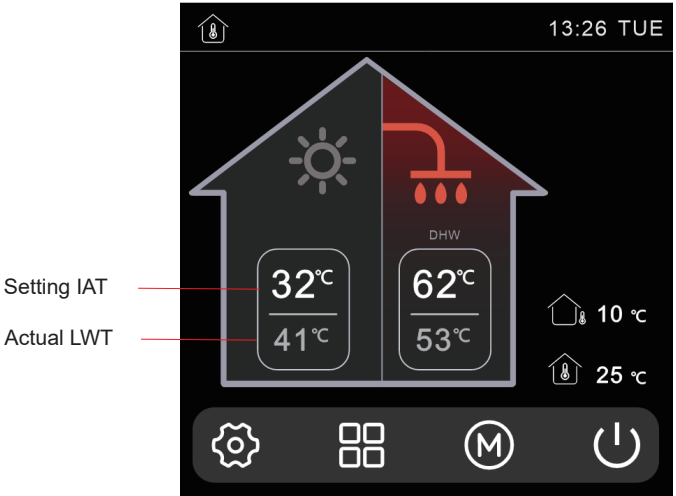 13:26 TUE
DHW
Setting IAT
32℃
62℃
Actual LWT
41℃
53℃
10 ℃
25 ℃
M